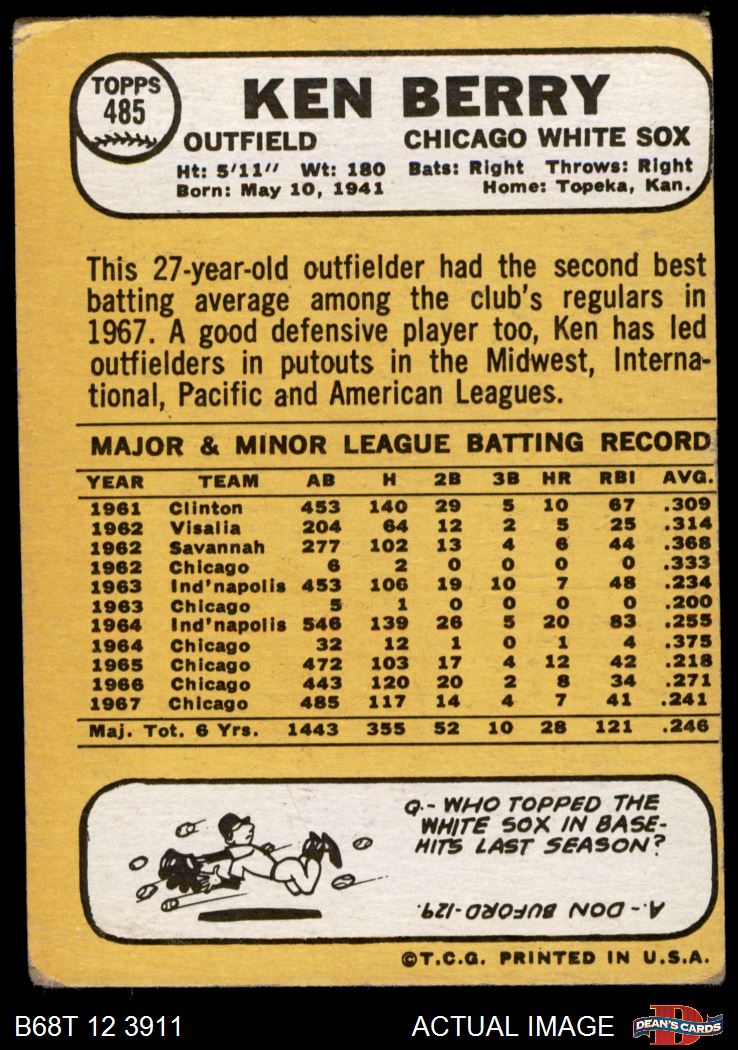 TOPPS
485
KEN BERRY
OUTFIELD CHICAGO WHITE SOX
Ht: 5'11" Wt: 180 Bats: Right Throws: Right
Born: May 10, 1941 Home: Topeka, Kan.
This 27-year-old outfielder had the second best
batting average among the club's regulars in
1967. A good defensive player too, Ken has led
outfielders in putouts in the Midwest, Interna-
tional, Pacific and American Leagues.
MAJOR & MINOR LEAGUE BATTING RECORD
YEAR TEAM AB H 2B 3B HR RBI AVG.
1961 Clinton 453 140 29 5 10 67 .309
1962 Visalia 204 64 12 2 5 25 .314
1962 Savannah 277 102 13 4 6 44 .368
1962 Chicago 6 2 0 0 0 0 .333
1963 Ind'napolis 453 106 19 10 7 48 .234
1963 Chicago 5 1 0 0 0 0 .200
1964 Ind'napolis 546 139 26 5 20 83 .255
1964 Chicago 32 12 1 0 1 4 .375
1965 Chicago 472 103 17 4 12 42 .218
1966 Chicago 443 120 20 2 8 34 .271
1967 Chicago 485 117 14 4 7 41 .241
Maj. Tot. 6 Yrs. 1443 355 52 10 28 121 .246
Q.- WHO TOPPED THE
WHITE SOX IN BASE-
HITS LAST SEASON?
A.- DON BUFORD-129.
©T.C.G. PRINTED IN U.S.A.
B68T 12 3911 ACTUAL IMAGE DEAN'S CARDS